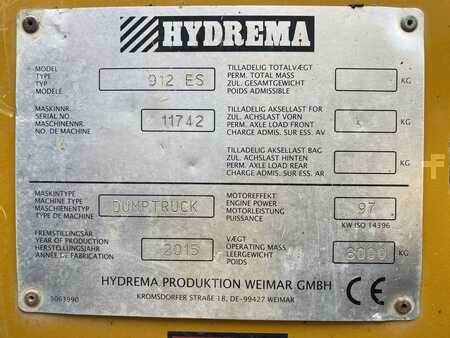 HYDREMA
MODEL
TYPE
TYP
MODELE
912 ES
TILLADELIG TOTALVÆGT
PERM. TOTAL MASS
ZUL. GESAMTGEWICHT
POIDS ADMISSIBLE
KG
MASKINNR.
SERIAL NO.
MASCHINENNR.
NO. DE MACHINE
11742
TILLADELIG AKSELLAST FOR
ZUL. ACHSLAST VORN
PERM. AXLE LOAD FRONT
CHARGE ADMIS. SUR ESS. AV
KG
TILLADELIG AKSELLAST BAG
ZUL. ACHSLAST HINTEN
PERM. AXLE LOAD REAR
CHARGE ADMIS. SUR ESS. AR
KG
MASKINTYPE
MACHINE TYPE
MASCHIENENTYP
TYPE DE MACHINE
DUMPTRUCK
MOTOREFFEKT
ENGINE POWER
MOTORLEISTUNG
PUISSANCE
97
KW ISO 14396
FREMSTILLINGSÅR
YEAR OF PRODUCTION
HERSTELLUNGSJAHR
ANNÉE DE FABRICATION
2015
VÆGT
OPERATING MASS
LEERGEWICHT
POIDS
KG
HYDREMA PRODUKTION WEIMAR GMBH
KROMSDORFER STRAßE 18, DE-99427 WEIMAR
CE
F